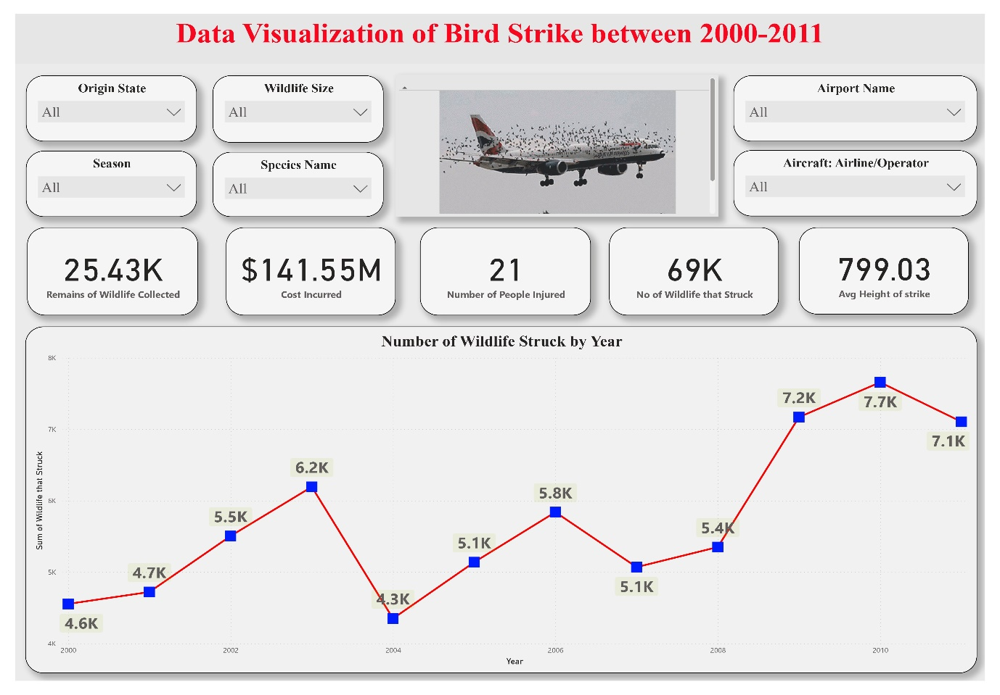 Data Visualization of Bird Strike between 2000-2011
Origin State
All
Wildlife Size
All
Airport Name
All
Season
All
Species Name
All
Aircraft: Airline/Operator
All
25.43K
Remains of Wildlife Collected
$141.55M
Cost Incurred
21
Number of People Injured
69K
No of Wildlife that Struck
799.03
Avg Height of strike
Number of Wildlife Struck by Year
Sum of Wildlife that Struck
8K
7K
6K
5K
4K
4.6K
4.7K
5.5K
6.2K
4.3K
5.1K
5.8K
5.1K
5.4K
7.2K
7.7K
7.1K
2000
2002
2004
2006
2008
2010
Year